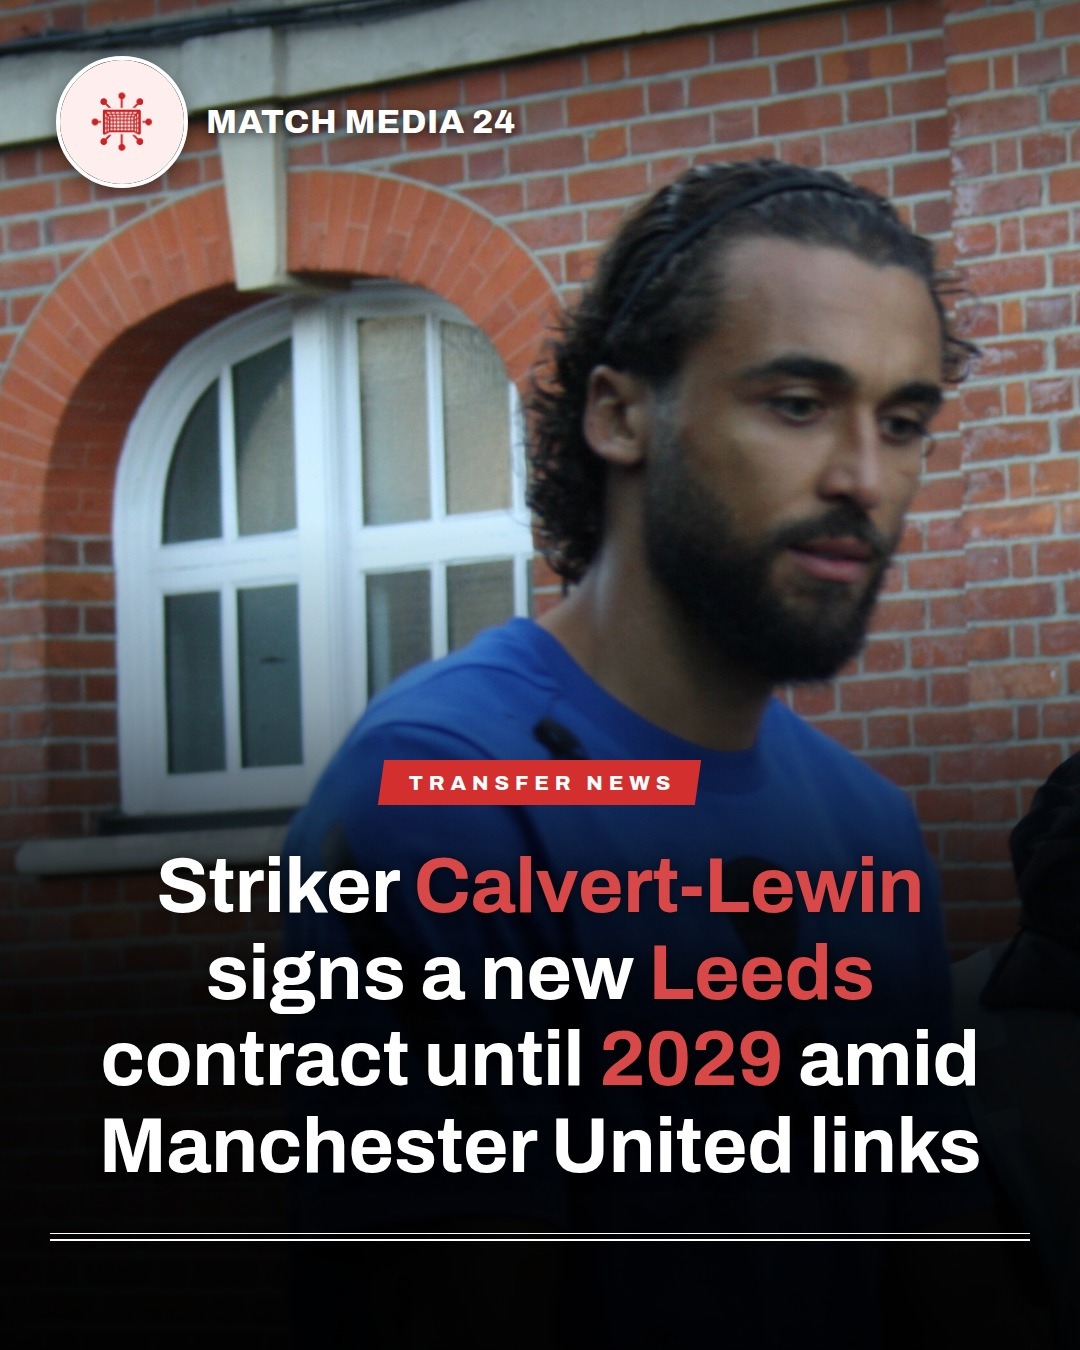 MATCH MEDIA 24
TRANSFER NEWS
Striker Calvert-Lewin
signs a new Leeds
contract until 2029 amid
Manchester United links